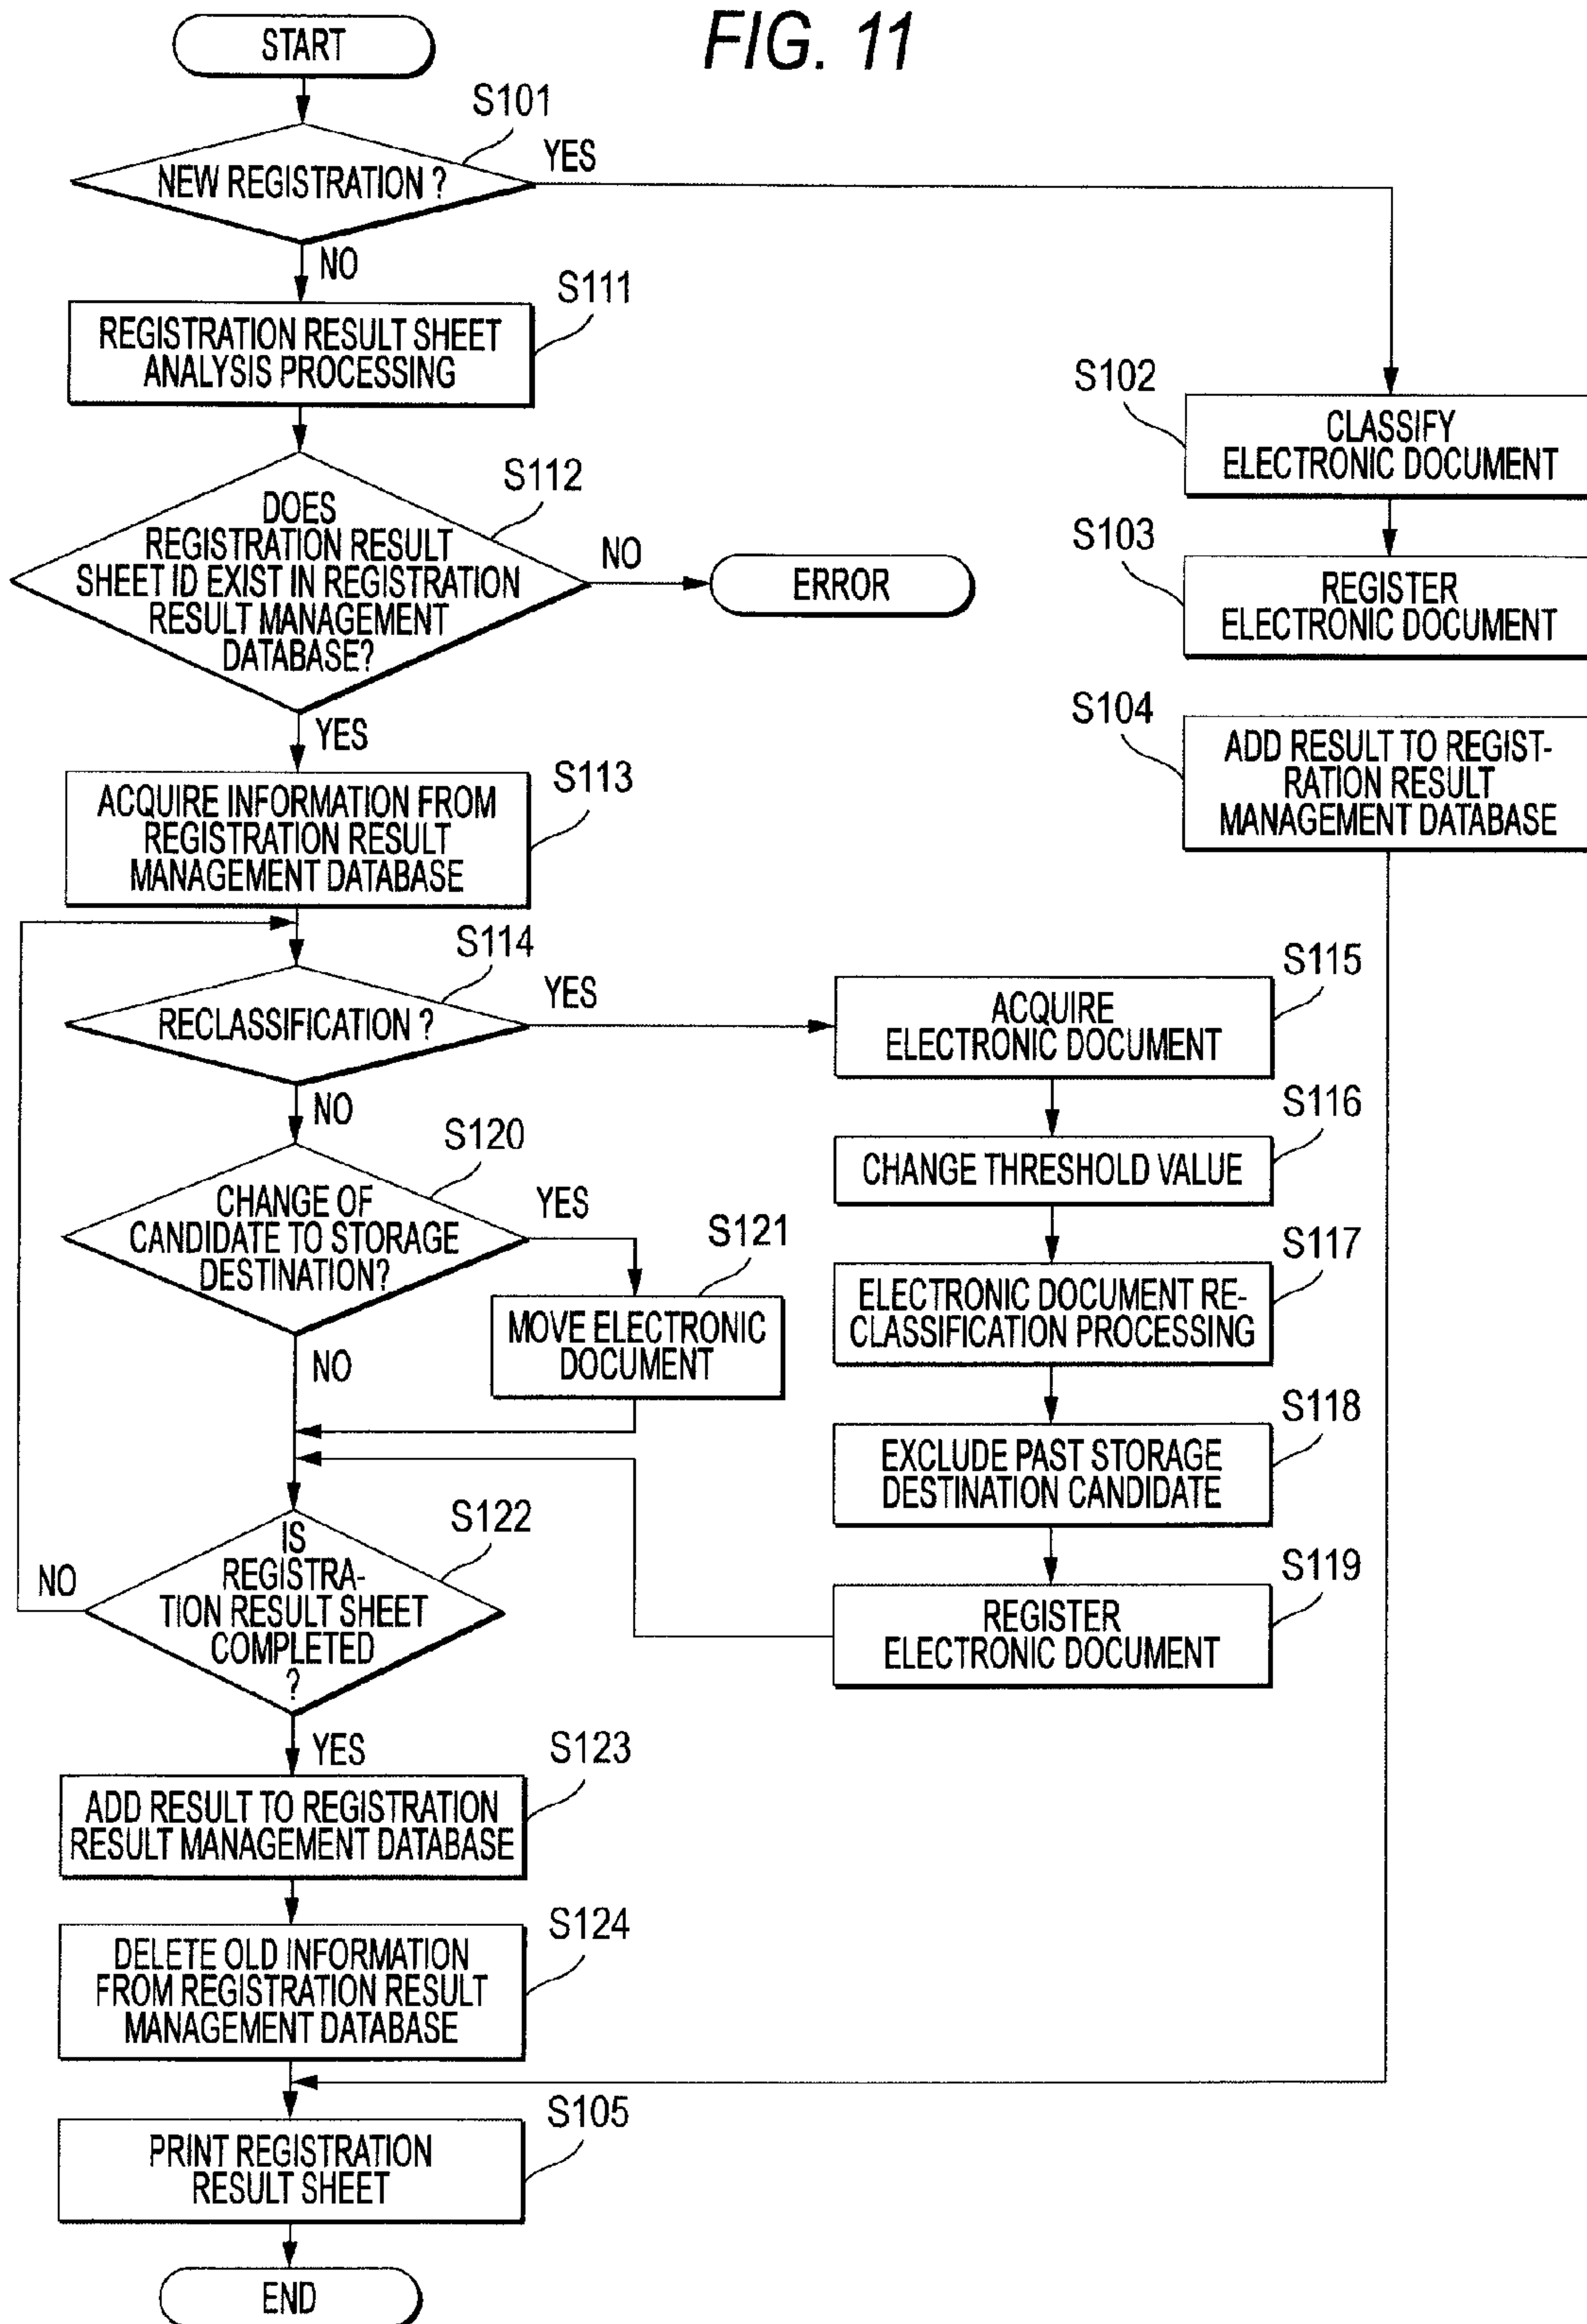 FIG. 11
START
S101
NEW REGISTRATION ?
YES
NO
S111
REGISTRATION RESULT SHEET
ANALYSIS PROCESSING
S102
CLASSIFY
ELECTRONIC DOCUMENT
S112
DOES
REGISTRATION RESULT
SHEET ID EXIST IN REGISTRATION
RESULT MANAGEMENT
DATABASE?
NO
ERROR
YES
S103
REGISTER
ELECTRONIC DOCUMENT
S104
ADD RESULT TO REGIST-
RATION RESULT
MANAGEMENT DATABASE
S113
ACQUIRE INFORMATION FROM
REGISTRATION RESULT
MANAGEMENT DATABASE
S114
RECLASSIFICATION ?
YES
NO
S115
ACQUIRE
ELECTRONIC DOCUMENT
S116
CHANGE THRESHOLD VALUE
S120
CHANGE OF
CANDIDATE TO STORAGE
DESTINATION?
YES
NO
S121
MOVE ELECTRONIC
DOCUMENT
S117
ELECTRONIC DOCUMENT RE-
CLASSIFICATION PROCESSING
S118
EXCLUDE PAST STORAGE
DESTINATION CANDIDATE
S122
IS
REGISTRA-
TION RESULT SHEET
COMPLETED
?
NO
YES
S119
REGISTER
ELECTRONIC DOCUMENT
S123
ADD RESULT TO REGISTRATION
RESULT MANAGEMENT DATABASE
S124
DELETE OLD INFORMATION
FROM REGISTRATION RESULT
MANAGEMENT DATABASE
S105
PRINT REGISTRATION
RESULT SHEET
END